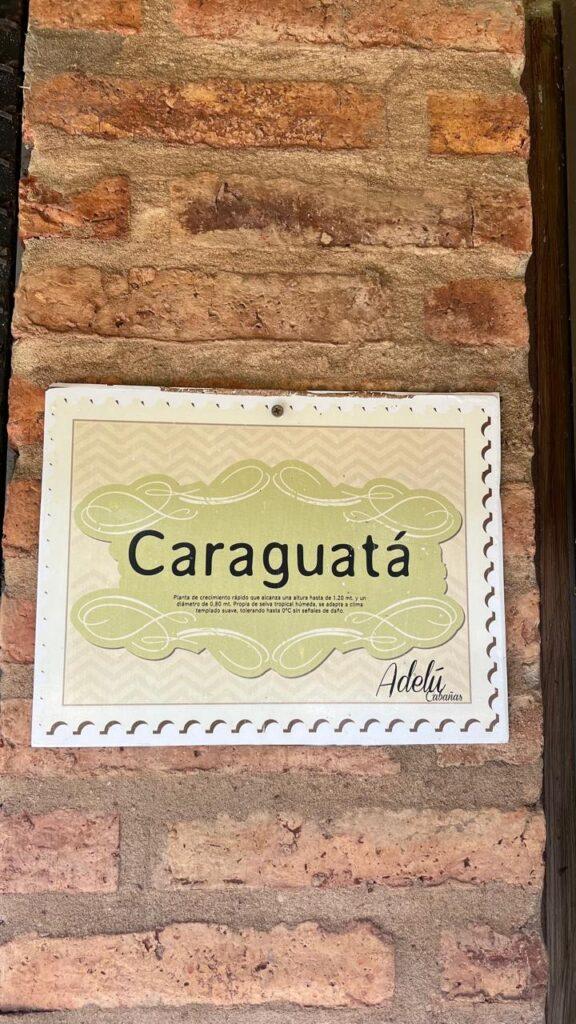 Caraguatá
Planta de crecimiento rápido que alcanza una altura hasta de 1.20 mt. y un
diámetro de 0,80 mt. Propia de selva tropical húmeda, se adapta a clima
templado suave, tolerando hasta 0ºC sin señales de daño.
Adelú
Cabañas